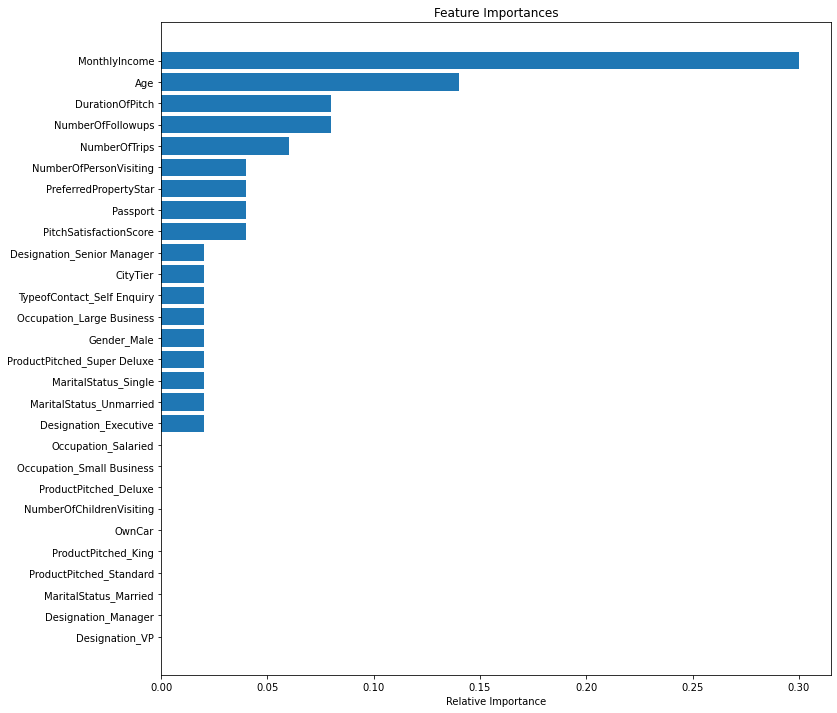 Feature Importances
MonthlyIncome
Age
DurationOfPitch
NumberOfFollowups
NumberOfTrips
NumberOfPersonVisiting
PreferredPropertyStar
Passport
PitchSatisfactionScore
Designation_Senior Manager
CityTier
TypeofContact_Self Enquiry
Occupation_Large Business
Gender_Male
ProductPitched_Super Deluxe
MaritalStatus_Single
MaritalStatus_Unmarried
Designation_Executive
Occupation_Salaried
Occupation_Small Business
ProductPitched_Deluxe
NumberOfChildrenVisiting
OwnCar
ProductPitched_King
ProductPitched_Standard
MaritalStatus_Married
Designation_Manager
Designation_VP
0.00 0.05 0.10 0.15 0.20 0.25 0.30
Relative Importance